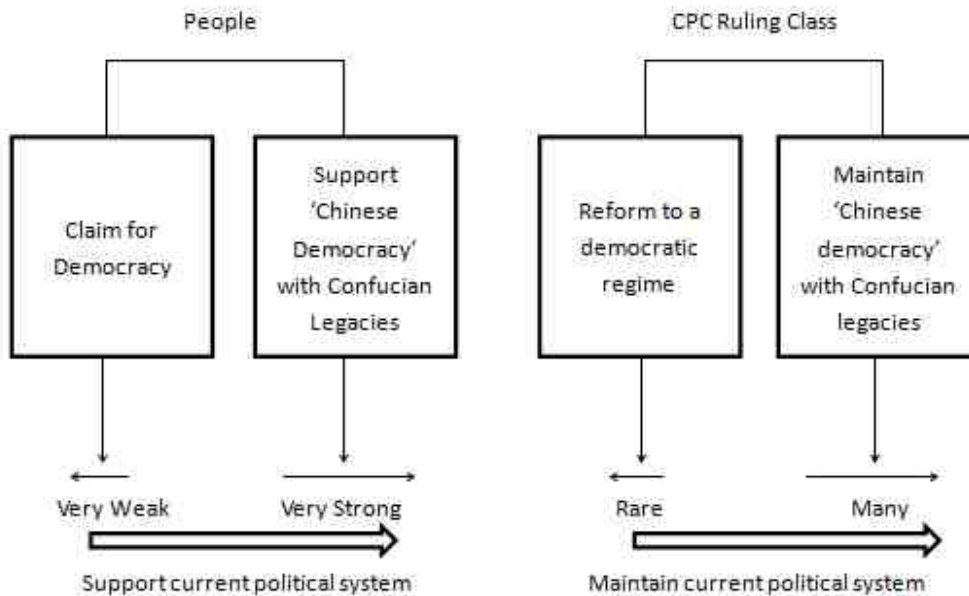 People
Claim for
Democracy
Support
‘Chinese
Democracy’
with Confucian
Legacies
Very Weak
Very Strong
Support current political system
CPC Ruling Class
Reform to a
democratic
regime
Maintain
‘Chinese
democracy’
with Confucian
legacies
Rare
Many
Maintain current political system